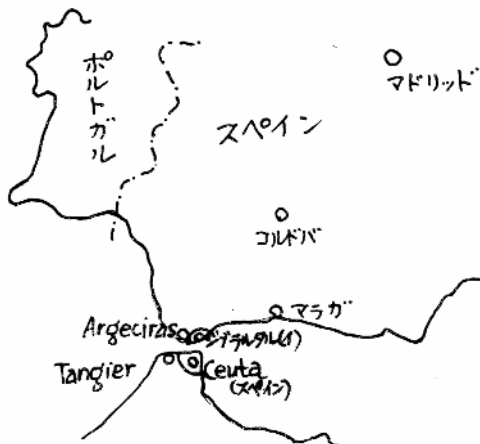 ポルトガル
マドリッド
スペイン
コルドバ
マラガ
Argeciras
ジブラルタル(イ)
Tangier
Ceuta
(スペイン)